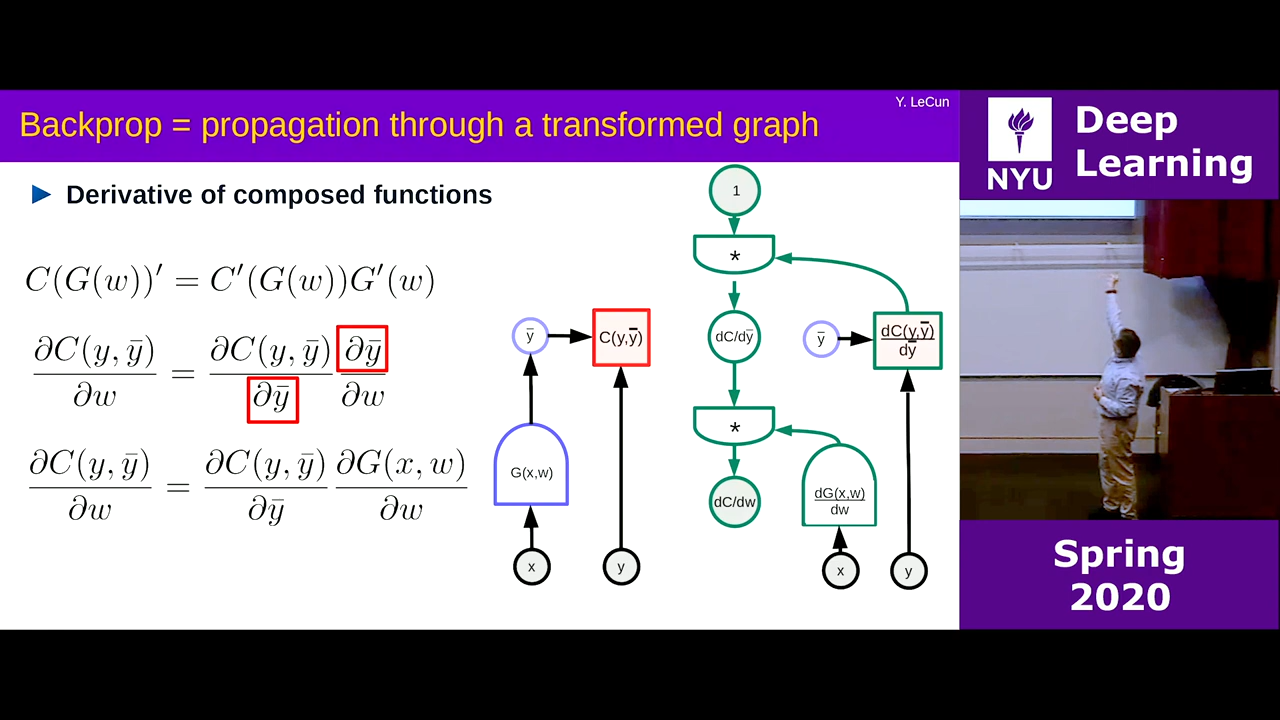 Y. LeCun
Backprop = propagation through a transformed graph
Derivative of composed functions
C(G(w))′ = C′(G(w))G′(w)
∂C(y, ȳ)/∂w = ∂C(y, ȳ)/∂ȳ ∂ȳ/∂w
∂C(y, ȳ)/∂w = ∂C(y, ȳ)/∂ȳ ∂G(x, w)/∂w
ȳ
C(y,ȳ)
G(x,w)
x
y
1
*
dC/dȳ
ȳ
dC(y,ȳ)
dȳ
*
dC/dw
dG(x,w)
dw
x
y
NYU
Deep
Learning
Spring
2020